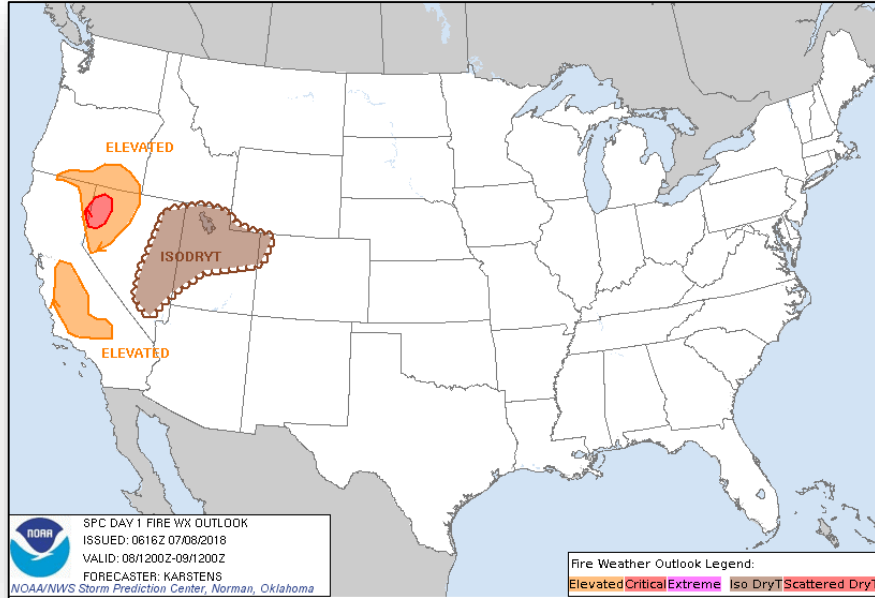 ELEVATED
ISODRYT
ELEVATED
NOAA
SPC DAY 1 FIRE WX OUTLOOK
ISSUED: 0616Z 07/08/2018
VALID: 08/1200Z-09/1200Z
FORECASTER: KARSTENS
NOAA/NWS Storm Prediction Center, Norman, Oklahoma
Fire Weather Outlook Legend:
Elevated Critical Extreme Iso DryT Scattered DryT